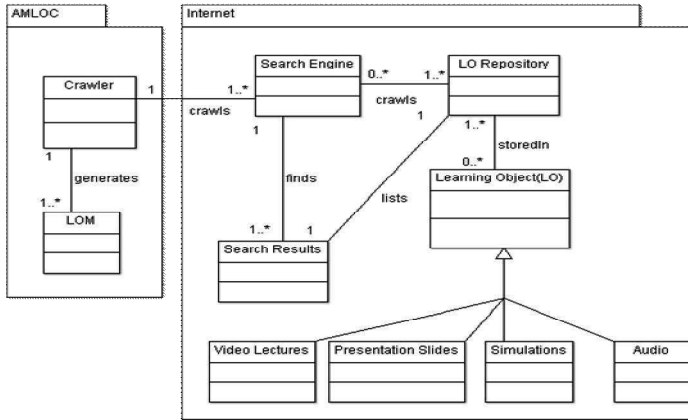 AMLOC
Internet
Search Engine
LO Repository
0..*
1..*
Crawler
1
1..*
crawls
crawls
1
1
1..*
1
generates
storedIn
finds
0..*
Learning Object(LO)
1..*
lists
LOM
1..*
1
Search Results
Video Lectures
Presentation Slides
Simulations
Audio